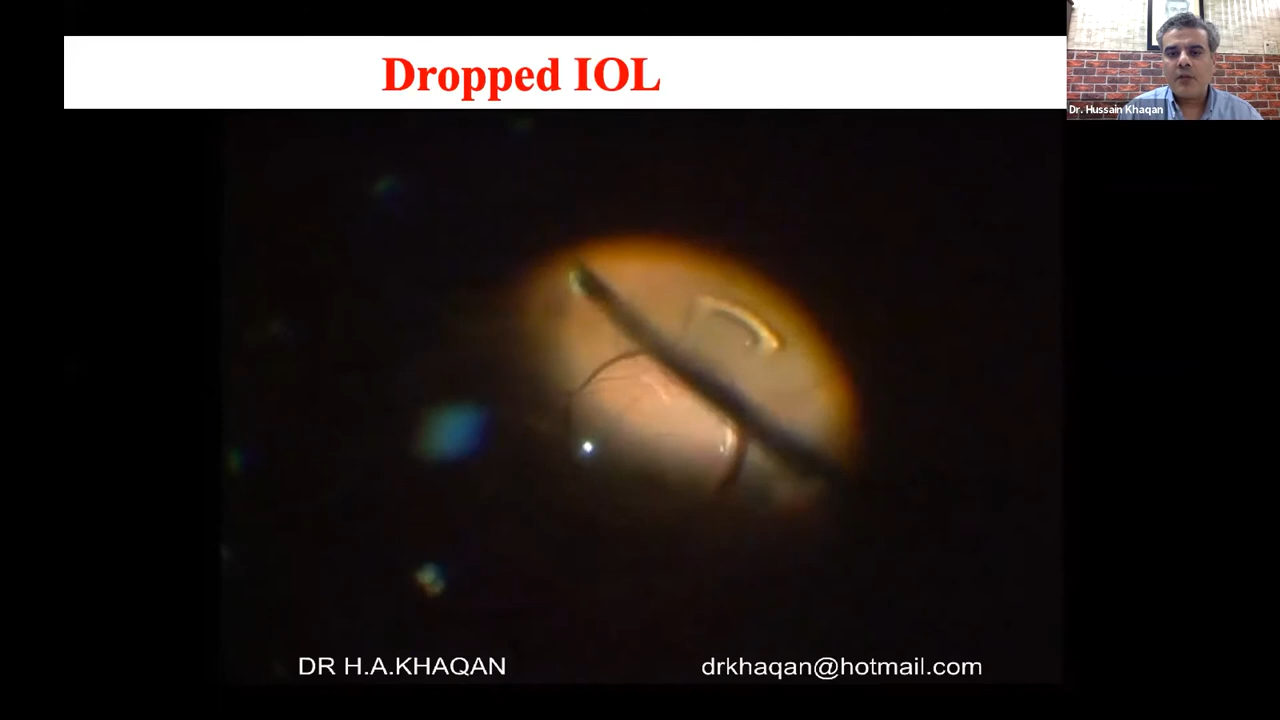 Dropped IOL
Dr. Hussain Khaqan
DR H.A.KHAQAN
drkhaqan@hotmail.com